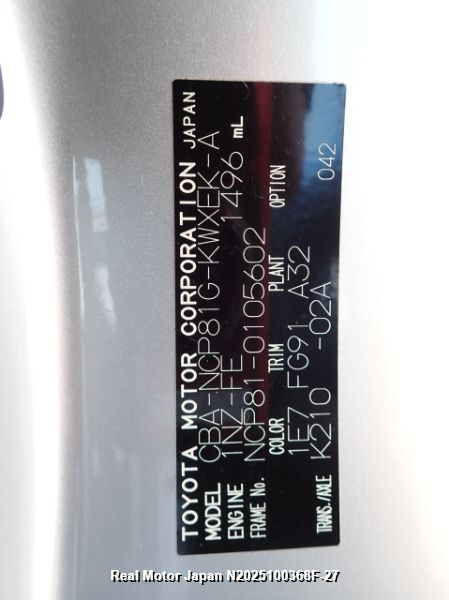 TOYOTA MOTOR CORPORATION JAPAN
MODEL CBA-NCP81G-KWXEK-A
ENGINE 1NZ-FE 1496 mL
FRAME No. NCP81-0105602
COLOR TRIM PLANT OPTION
1E7 FG91 A32 042
TRANS./AXLE K210 -02A
Real Motor Japan N2025100368F-27